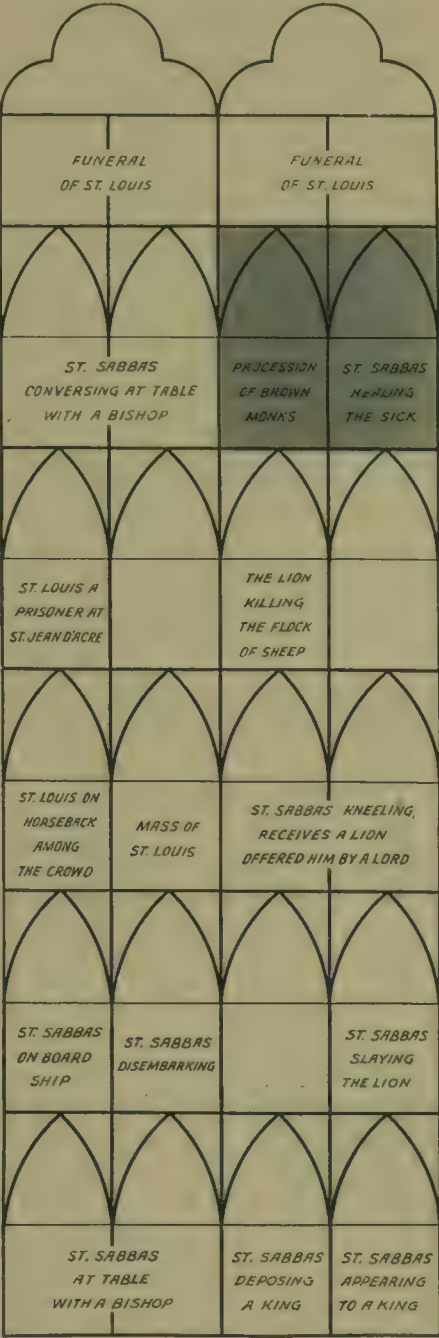 FUNERAL
OF ST. LOUIS
FUNERAL
OF ST. LOUIS
ST. SABBAS
CONVERSING AT TABLE
WITH A BISHOP
PROCESSION
OF BROWN
MONKS
ST. SABBAS
HEALING
THE SICK
ST. LOUIS A
PRISONER AT
ST. JEAN D'ACRE
THE LION
KILLING
THE FLOCK
OF SHEEP
ST. LOUIS ON
HORSEBACK
AMONG
THE CROWD
MASS OF
ST. LOUIS
ST. SABBAS KNEELING,
RECEIVES A LION
OFFERED HIM BY A LORD
ST. SABBAS
ON BOARD
SHIP
ST. SABBAS
DISEMBARKING
ST. SABBAS
SLAYING
THE LION
ST. SABBAS
AT TABLE
WITH A BISHOP
ST. SABBAS
DEPOSING
A KING
ST. SABBAS
APPEARING
TO A KING